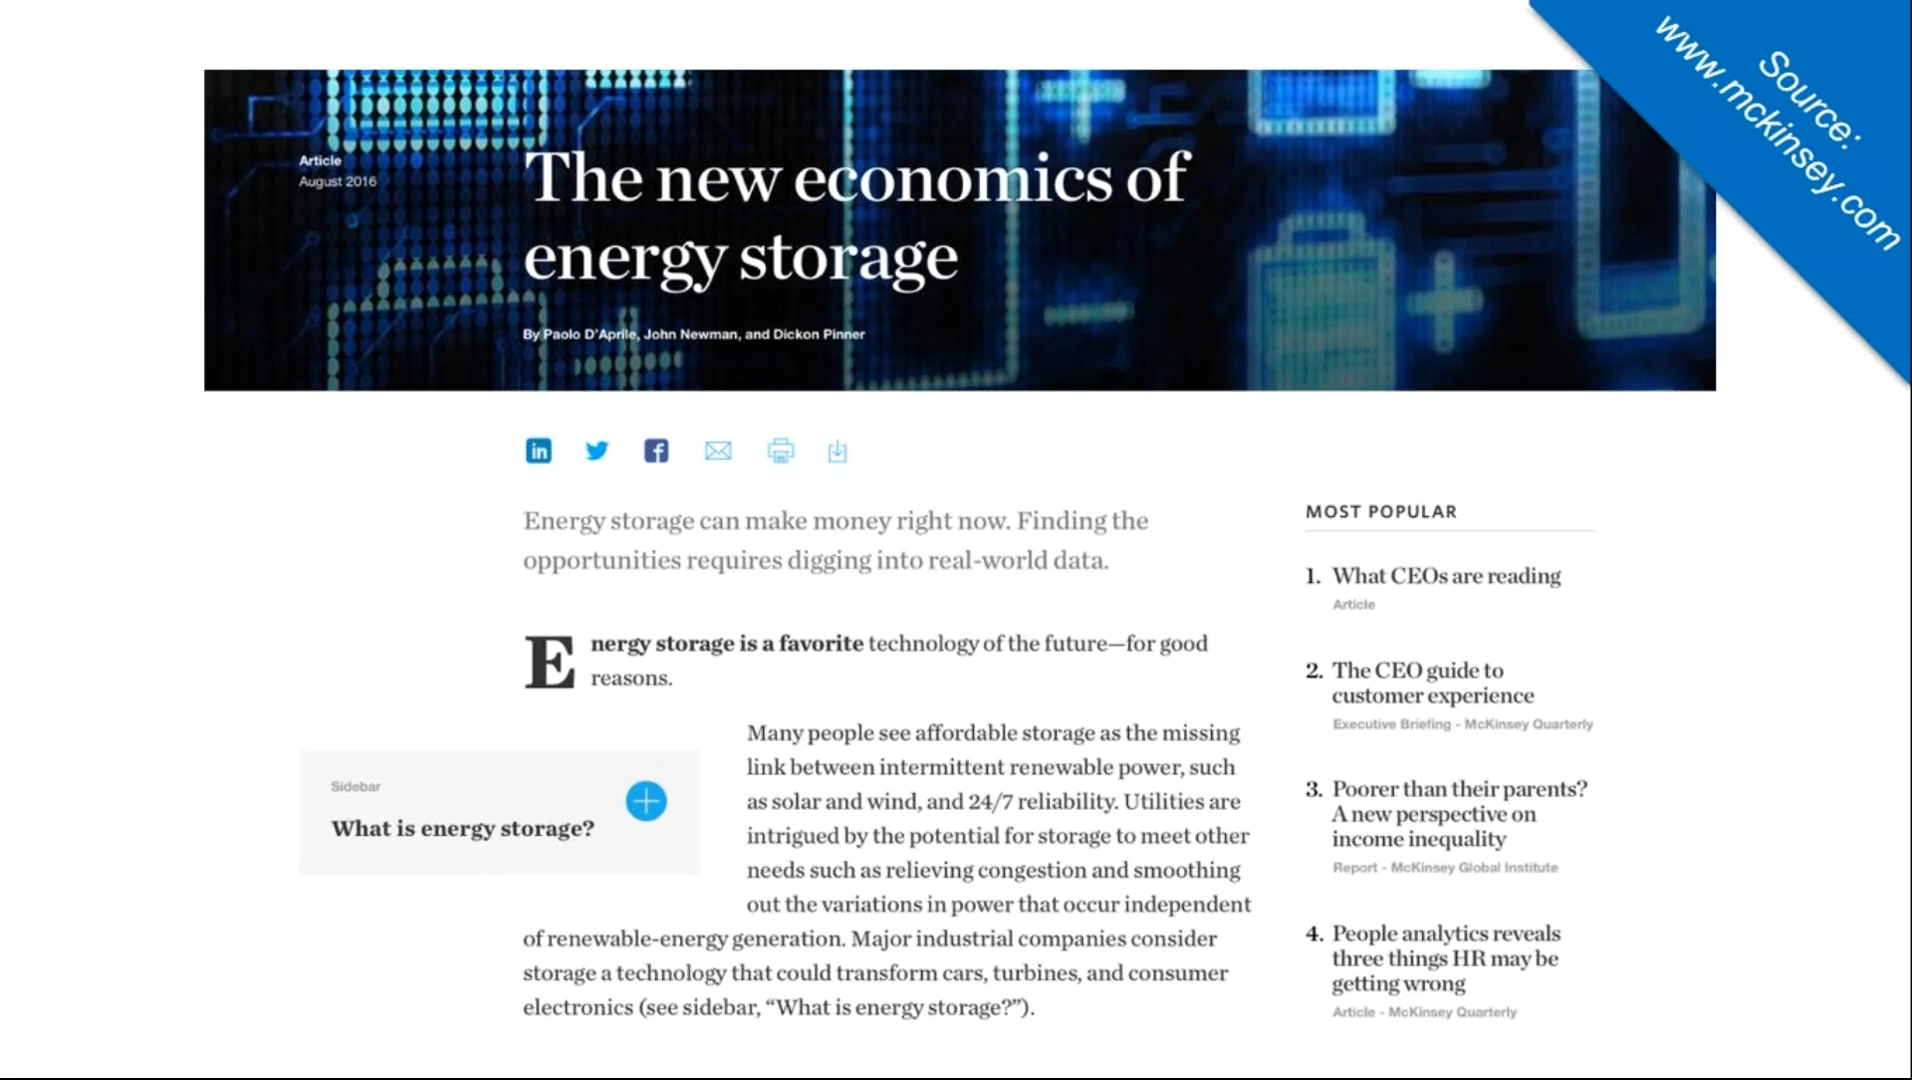 Source:
www.mckinsey.com
Article
August 2016
The new economics of
energy storage
By Paolo D'Aprile, John Newman, and Dickon Pinner
in
f
Energy storage can make money right now. Finding the
opportunities requires digging into real-world data.
Energy storage is a favorite technology of the future—for good
reasons.
Sidebar
What is energy storage?
Many people see affordable storage as the missing
link between intermittent renewable power, such
as solar and wind, and 24/7 reliability. Utilities are
intrigued by the potential for storage to meet other
needs such as relieving congestion and smoothing
out the variations in power that occur independent
of renewable-energy generation. Major industrial companies consider
storage a technology that could transform cars, turbines, and consumer
electronics (see sidebar, “What is energy storage?”).
MOST POPULAR
1. What CEOs are reading
Article
2. The CEO guide to
customer experience
Executive Briefing - McKinsey Quarterly
3. Poorer than their parents?
A new perspective on
income inequality
Report - McKinsey Global Institute
4. People analytics reveals
three things HR may be
getting wrong
Article - McKinsey Quarterly